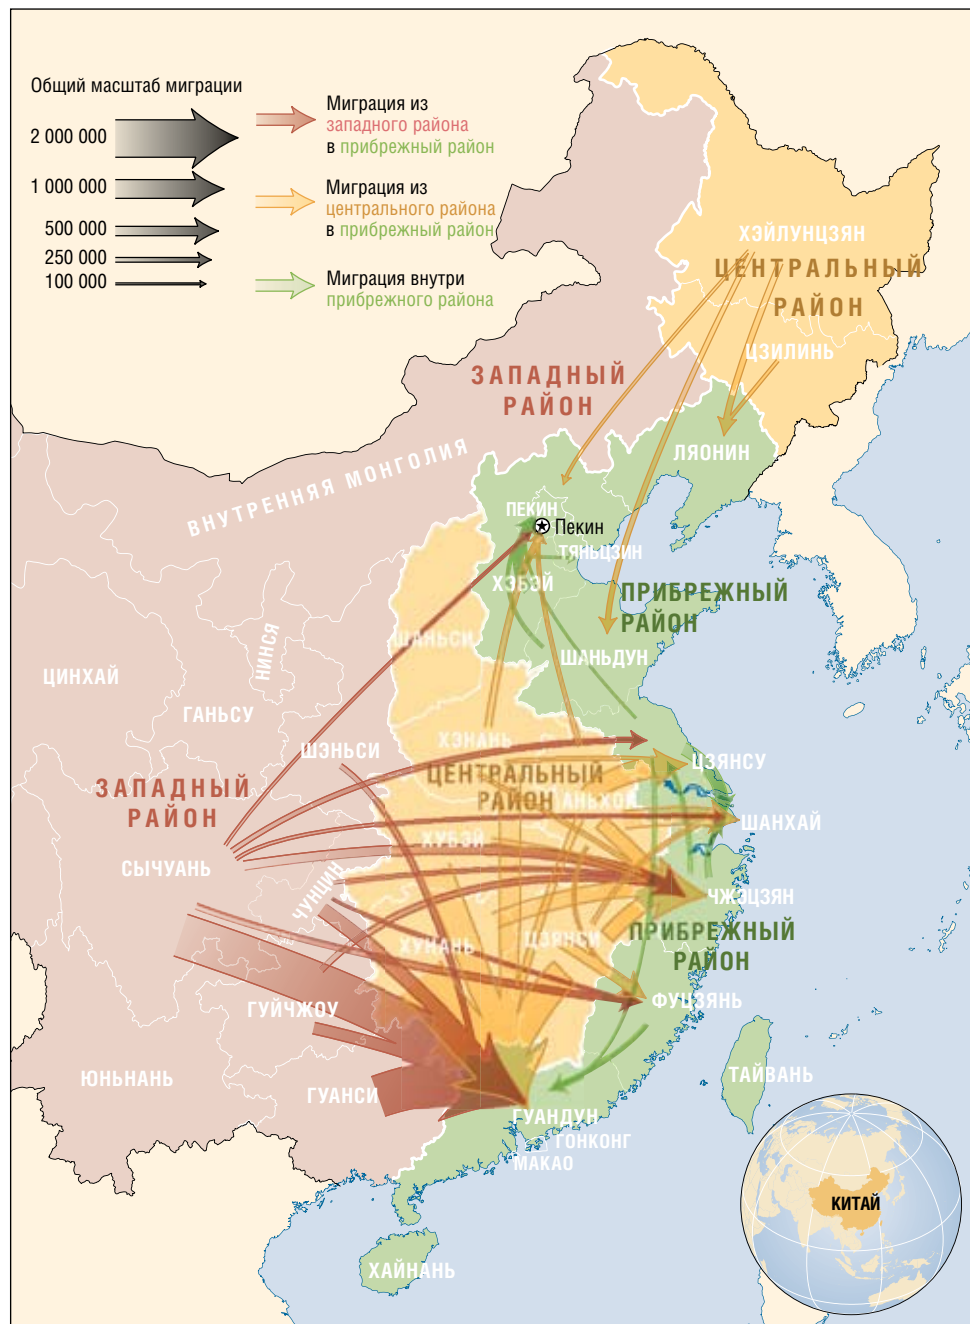 Общий масштаб миграции
2 000 000
1 000 000
500 000
250 000
100 000
Миграция из
западного района
в прибрежный район
Миграция из
центрального района
в прибрежный район
Миграция внутри
прибрежного района
ХЭЙЛУНЦЗЯН
ЦЕНТРАЛЬНЫЙ
РАЙОН
ЦЗИЛИНЬ
ЗАПАДНЫЙ
РАЙОН
ЛЯОНИН
ВНУТРЕННЯЯ МОНГОЛИЯ
ПЕКИН
Пекин
ТЯНЬЦЗИН
ХЭБЭЙ
ПРИБРЕЖНЫЙ
РАЙОН
ШАНЬСИ
НИНСЯ
ШАНЬДУН
ЦИНХАЙ
ГАНЬСУ
ШЭНЬСИ
ХЭНАНЬ
ЦЗЯНСУ
ЗАПАДНЫЙ
РАЙОН
ЦЕНТРАЛЬНЫЙ
РАЙОН
АНЬХОЙ
ШАНХАЙ
ХУБЭЙ
СЫЧУАНЬ
ЧУНЦИН
ЧЖЭЦЗЯН
ХУНАНЬ
ЦЗЯНСИ
ПРИБРЕЖНЫЙ
РАЙОН
ГУЙЧЖОУ
ФУЦЗЯНЬ
ЮНЬНАНЬ
ГУАНСИ
ТАЙВАНЬ
ГУАНДУН
ГОНКОНГ
МАКАО
КИТАЙ
ХАЙНАНЬ